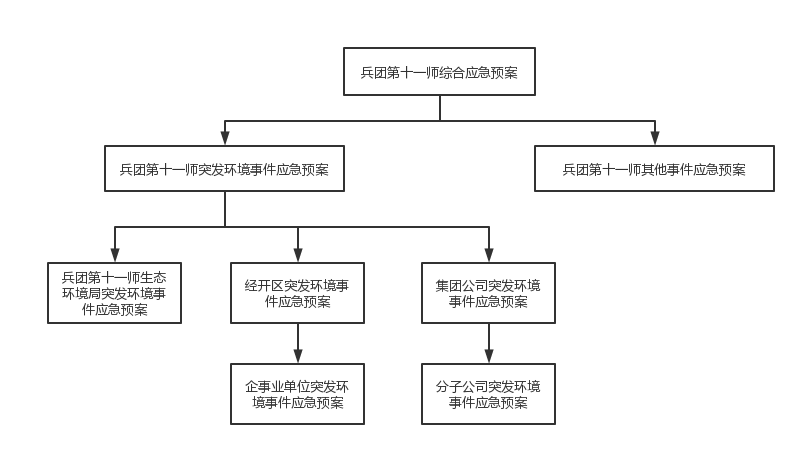 兵团第十一师综合应急预案
兵团第十一师突发环境事件应急预案
兵团第十一师其他事件应急预案
兵团第十一师生态
环境局突发环境事
件应急预案
经开区突发环境事
件应急预案
集团公司突发环境
事件应急预案
企事业单位突发环
境事件应急预案
分子公司突发环境
事件应急预案